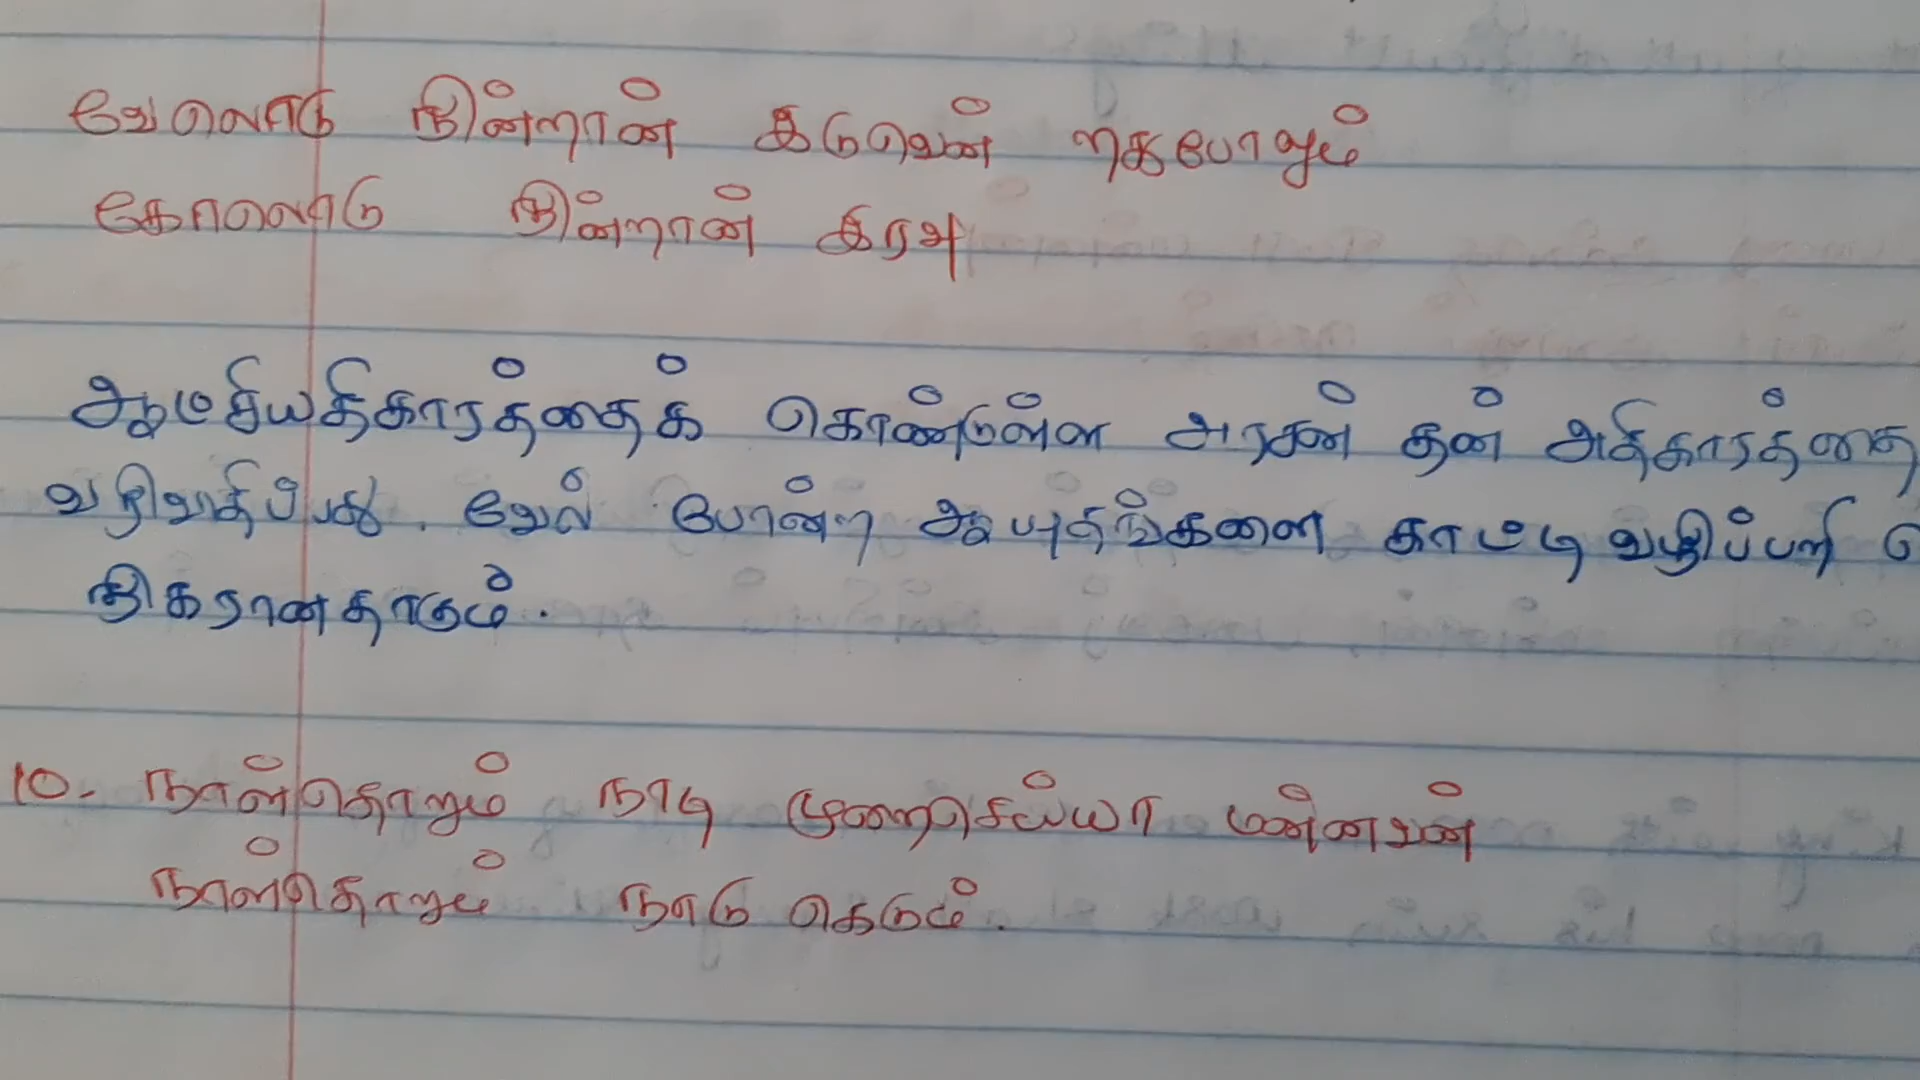 வேலொடு நின்றான் இடுவென் றதுபோலும்
கோலொடு நின்றான் இரவு
ஆட்சியதிகாரத்தைக் கொண்டுள்ள அரசன் தன் அதிகாரத்தை
வரிவதிப்பது. வேல் போன்ற ஆயுதங்களை காட்டி வழிப்பறி
நிகரானதாகும்.
10. நாள்தொறும் நாடி முறைசெய்யா மன்னவன்
நாள்தொறும் நாடு கெடும்.